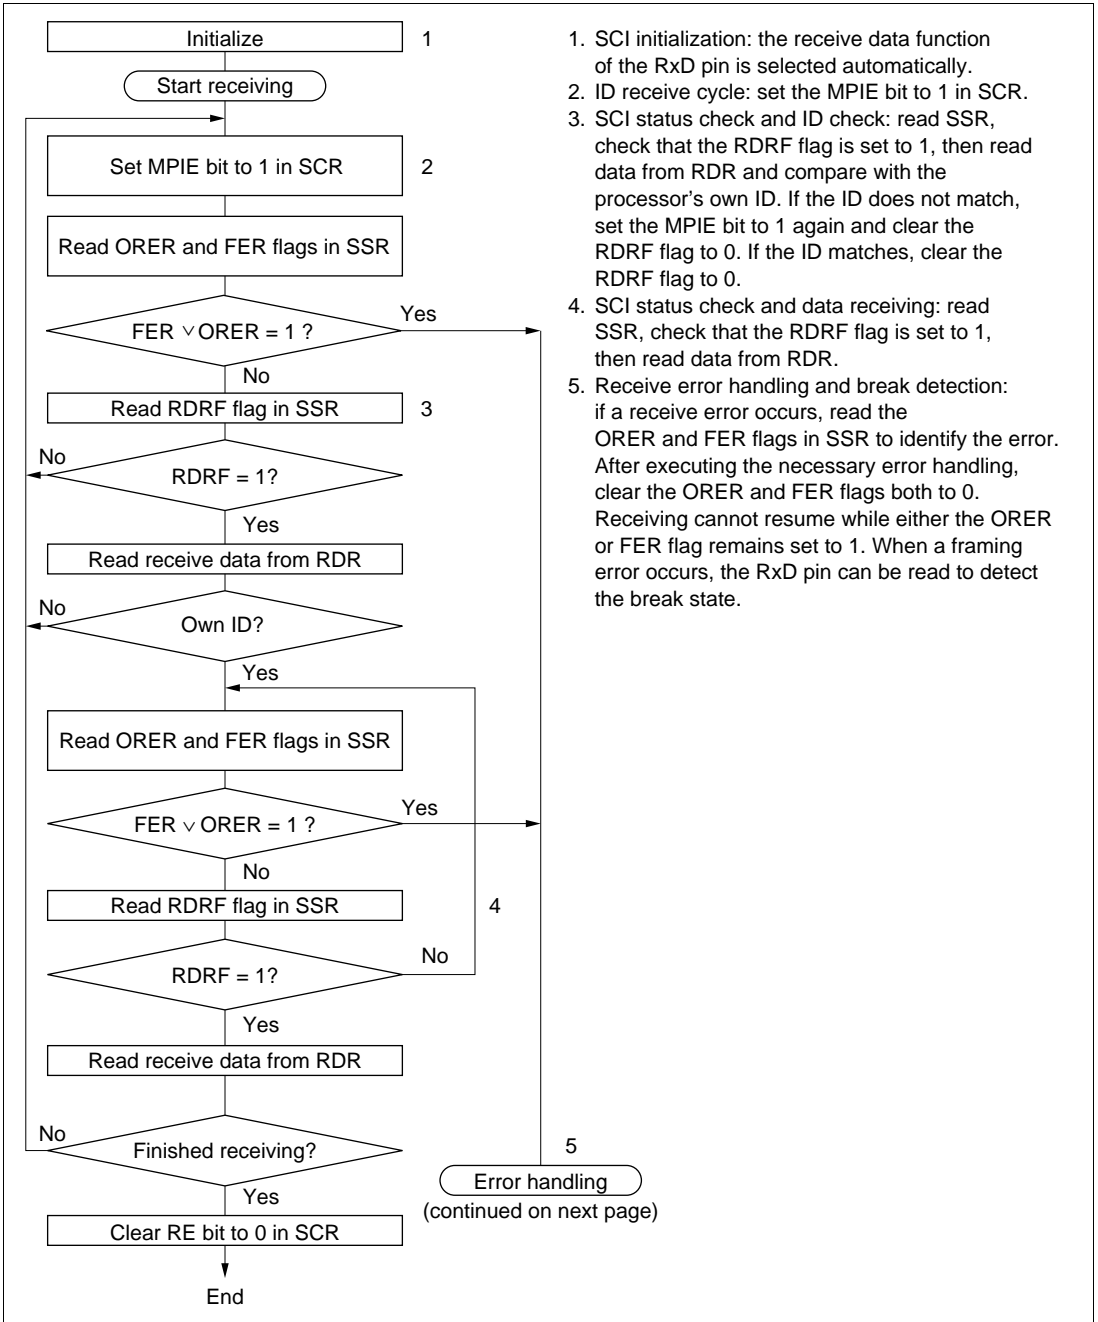 Initialize
1
Start receiving
Set MPIE bit to 1 in SCR
2
Read ORER and FER flags in SSR
FER ∨ ORER = 1 ?
Yes
No
Read RDRF flag in SSR
3
No
RDRF = 1?
Yes
Read receive data from RDR
No
Own ID?
Yes
Read ORER and FER flags in SSR
Yes
FER ∨ ORER = 1 ?
No
Read RDRF flag in SSR
4
No
RDRF = 1?
Yes
Read receive data from RDR
No
Finished receiving?
5
Error handling
(continued on next page)
Yes
Clear RE bit to 0 in SCR
End
1. SCI initialization: the receive data function
of the RxD pin is selected automatically.
2. ID receive cycle: set the MPIE bit to 1 in SCR.
3. SCI status check and ID check: read SSR,
check that the RDRF flag is set to 1, then read
data from RDR and compare with the
processor's own ID. If the ID does not match,
set the MPIE bit to 1 again and clear the
RDRF flag to 0. If the ID matches, clear the
RDRF flag to 0.
4. SCI status check and data receiving: read
SSR, check that the RDRF flag is set to 1,
then read data from RDR.
5. Receive error handling and break detection:
if a receive error occurs, read the
ORER and FER flags in SSR to identify the error.
After executing the necessary error handling,
clear the ORER and FER flags both to 0.
Receiving cannot resume while either the ORER
or FER flag remains set to 1. When a framing
error occurs, the RxD pin can be read to detect
the break state.